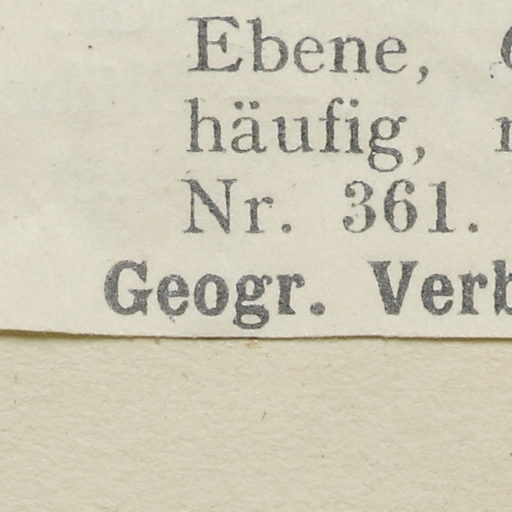 Ebene,
häufig,
Nr. 361.
Geogr. Verb